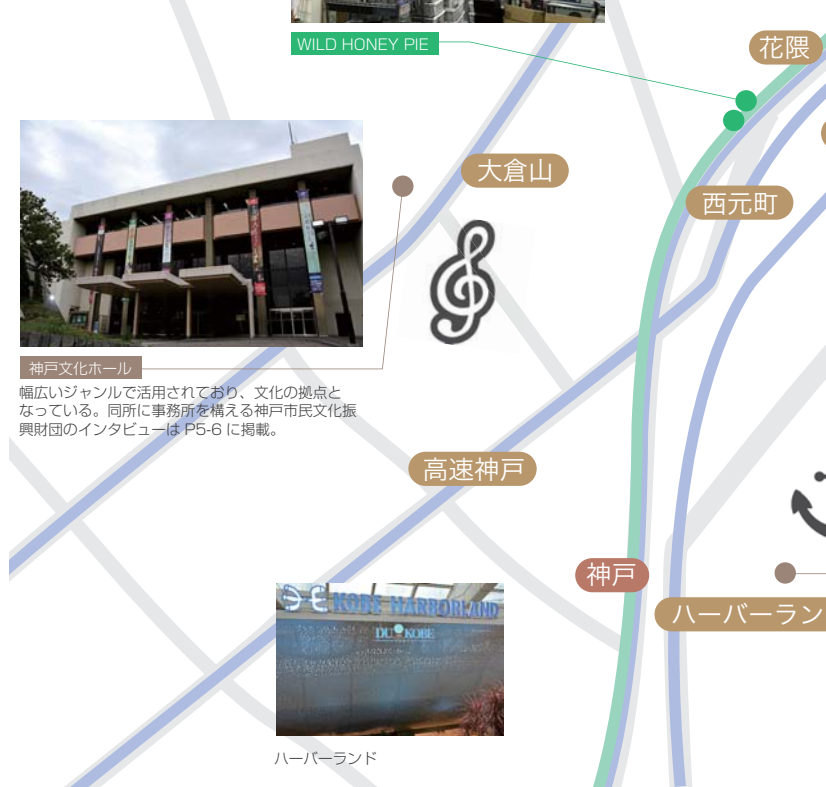 WILD HONEY PIE
花隈
大倉山
西元町
神戸文化ホール
幅広いジャンルで活用されており、文化の拠点と
なっている。同所に事務所を構える神戸市民文化振
興財団のインタビューは P5-6 に掲載。
高速神戸
神戸
ハーバーラン
KOBE HARBORLAND
DUO KOBE
ハーバーランド